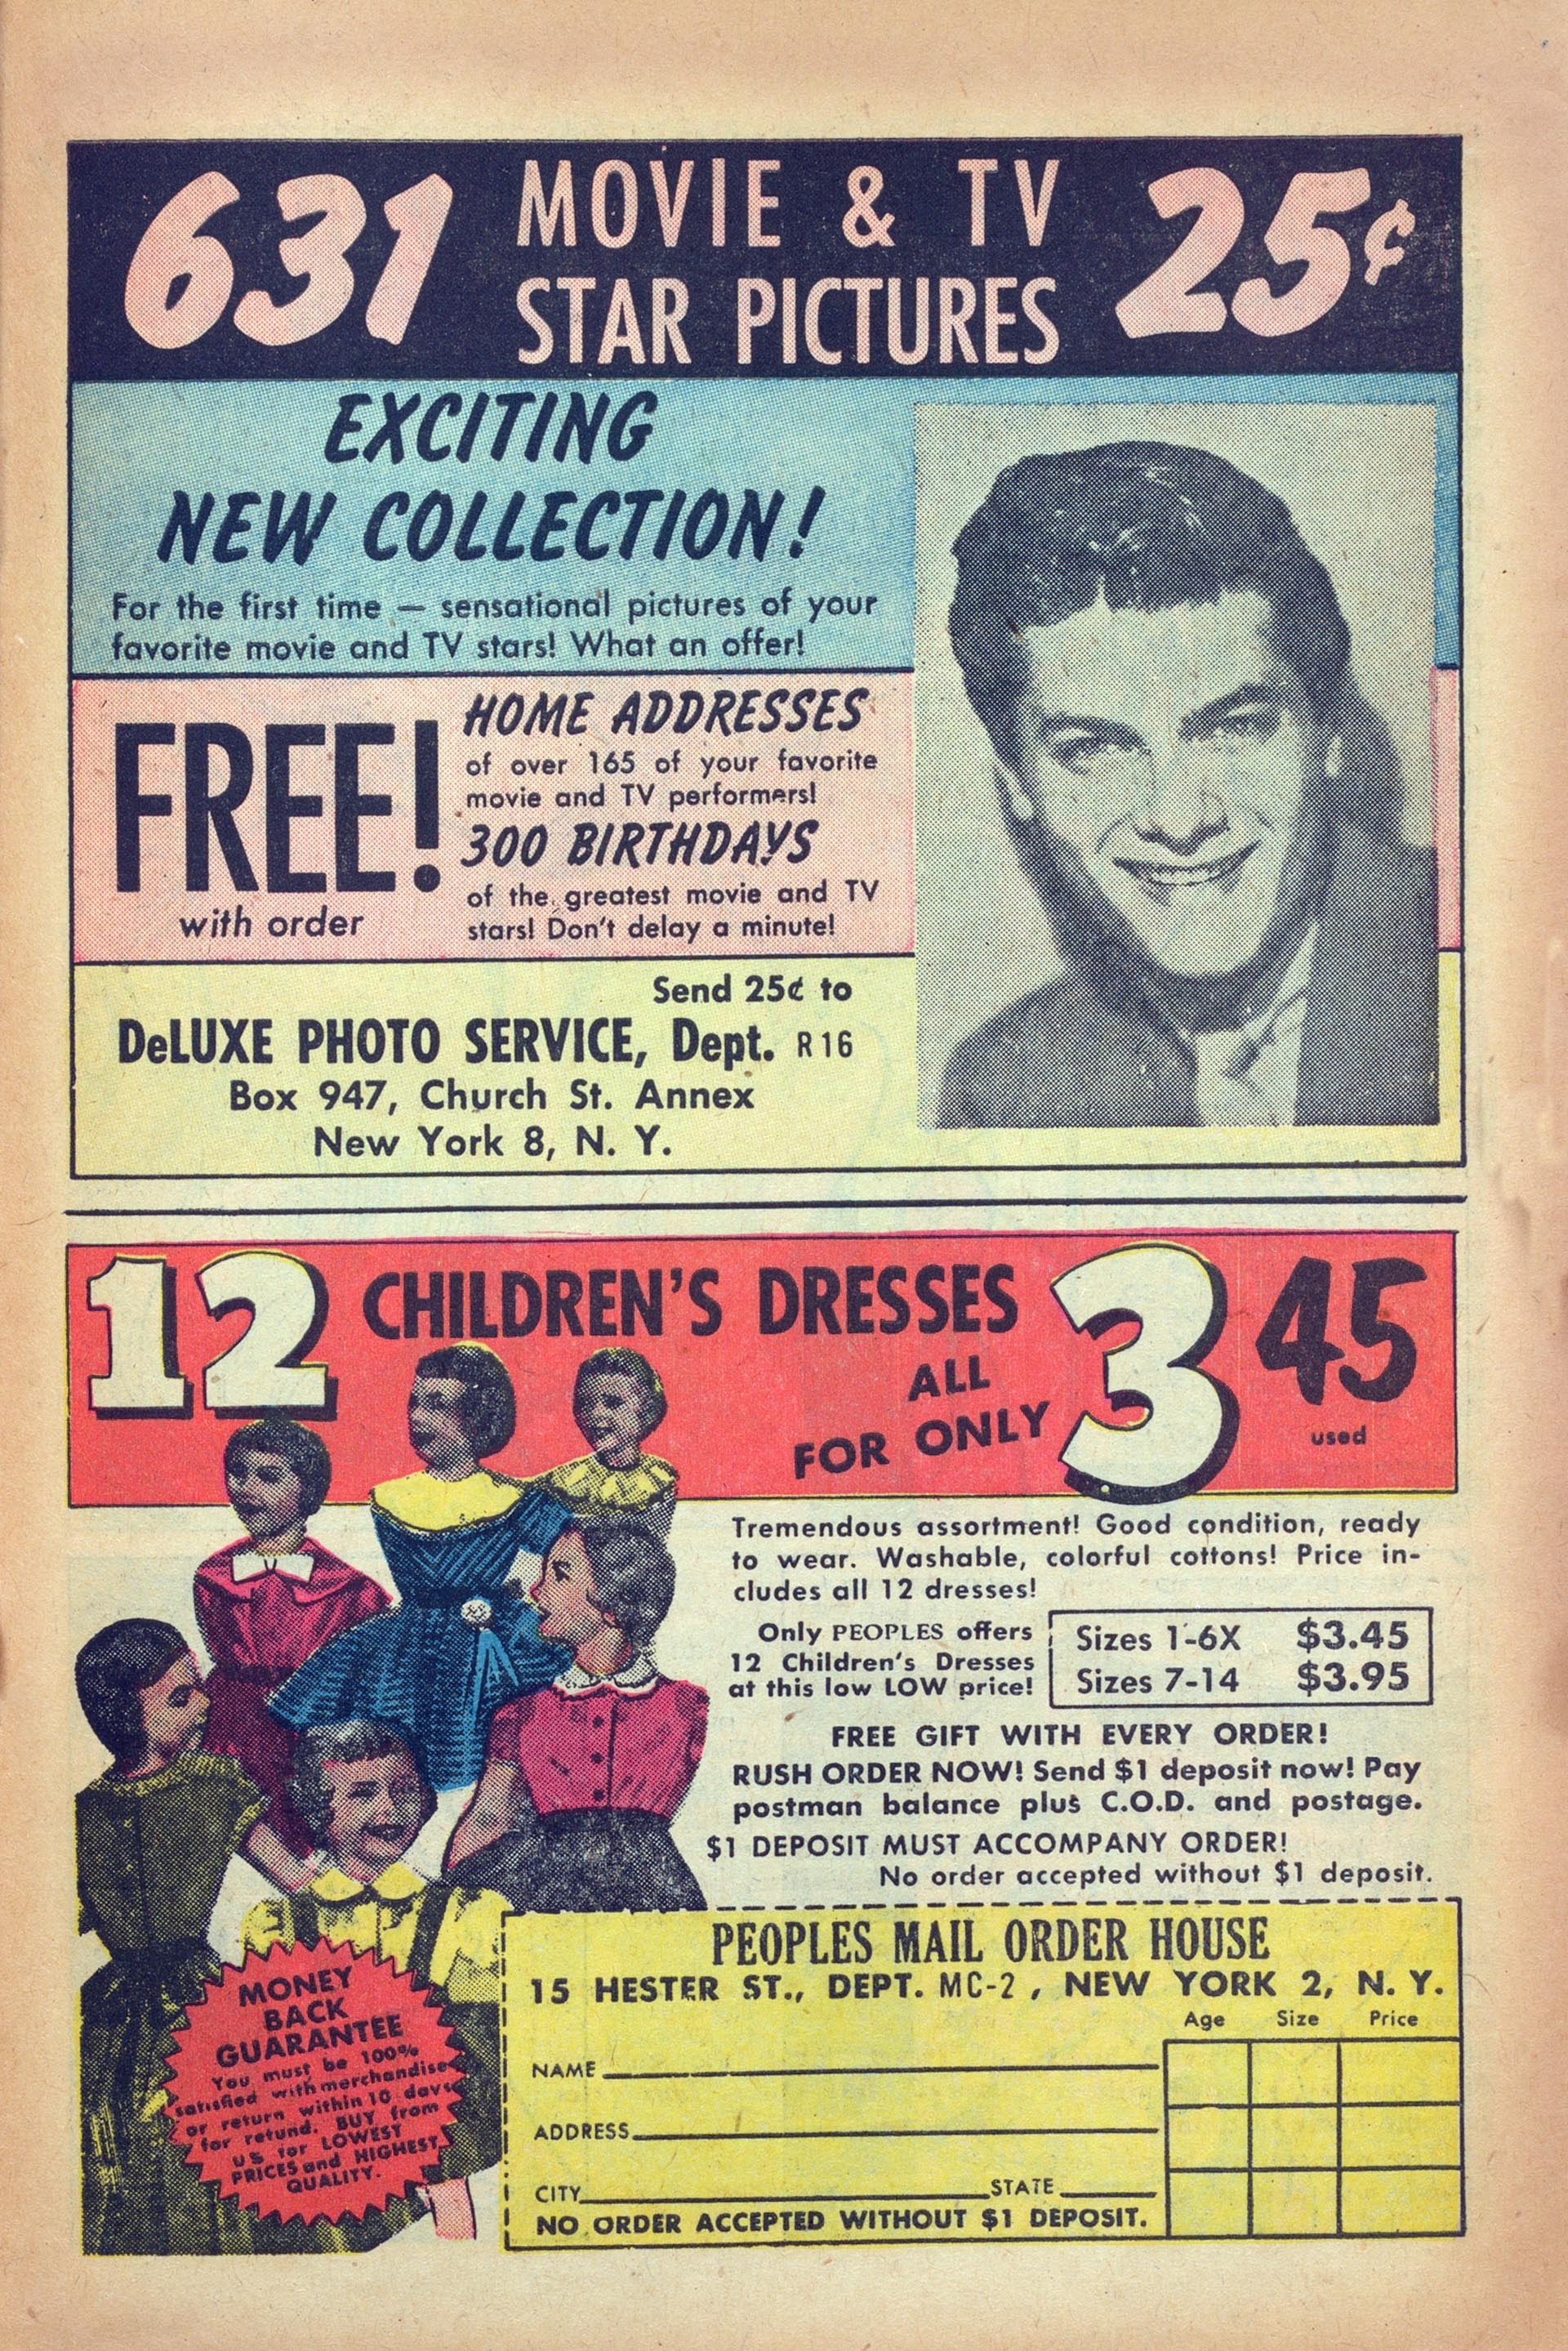 631 MOVIE & TV STAR PICTURES 25¢
EXCITING
NEW COLLECTION!
For the first time — sensational pictures of your
favorite movie and TV stars! What an offer!
FREE!
with order
HOME ADDRESSES
of over 165 of your favorite
movie and TV performers!
300 BIRTHDAYS
of the greatest movie and TV
stars! Don't delay a minute!
Send 25¢ to
DeLUXE PHOTO SERVICE, Dept. R16
Box 947, Church St. Annex
New York 8, N. Y.
12 CHILDREN'S DRESSES
ALL
FOR ONLY
3 45
used
Tremendous assortment! Good condition, ready
to wear. Washable, colorful cottons! Price in-
cludes all 12 dresses!
Only PEOPLES offers
12 Children's Dresses
at this low LOW price!
Sizes 1-6X $3.45
Sizes 7-14 $3.95
FREE GIFT WITH EVERY ORDER!
RUSH ORDER NOW! Send $1 deposit now! Pay
postman balance plus C.O.D. and postage.
$1 DEPOSIT MUST ACCOMPANY ORDER!
No order accepted without $1 deposit.
MONEY
BACK
GUARANTEE
You must be 100%
satisfied with merchandise
or return within 10 days
for refund. BUY from
us for LOWEST
PRICES and HIGHEST
QUALITY.
PEOPLES MAIL ORDER HOUSE
15 HESTER ST., DEPT. MC-2, NEW YORK 2, N. Y.
Age Size Price
NAME
ADDRESS
CITY STATE
NO ORDER ACCEPTED WITHOUT $1 DEPOSIT.